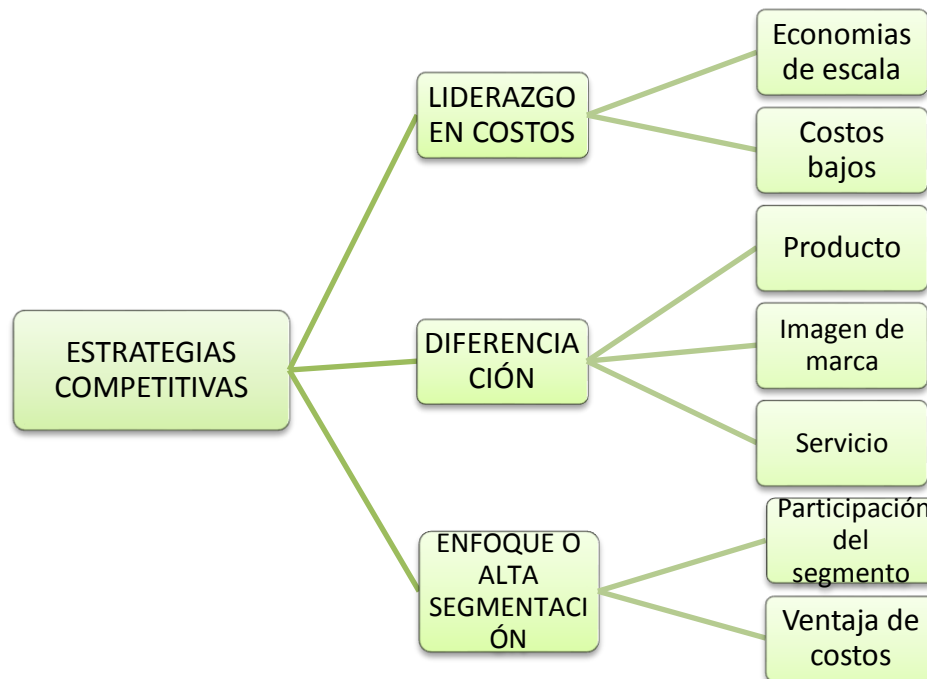 ESTRATEGIAS
COMPETITIVAS
LIDERAZGO
EN COSTOS
Economias
de escala
Costos
bajos
DIFERENCIA
CIÓN
Producto
Imagen de
marca
Servicio
ENFOQUE O
ALTA
SEGMENTACI
ÓN
Participación
del
segmento
Ventaja de
costos